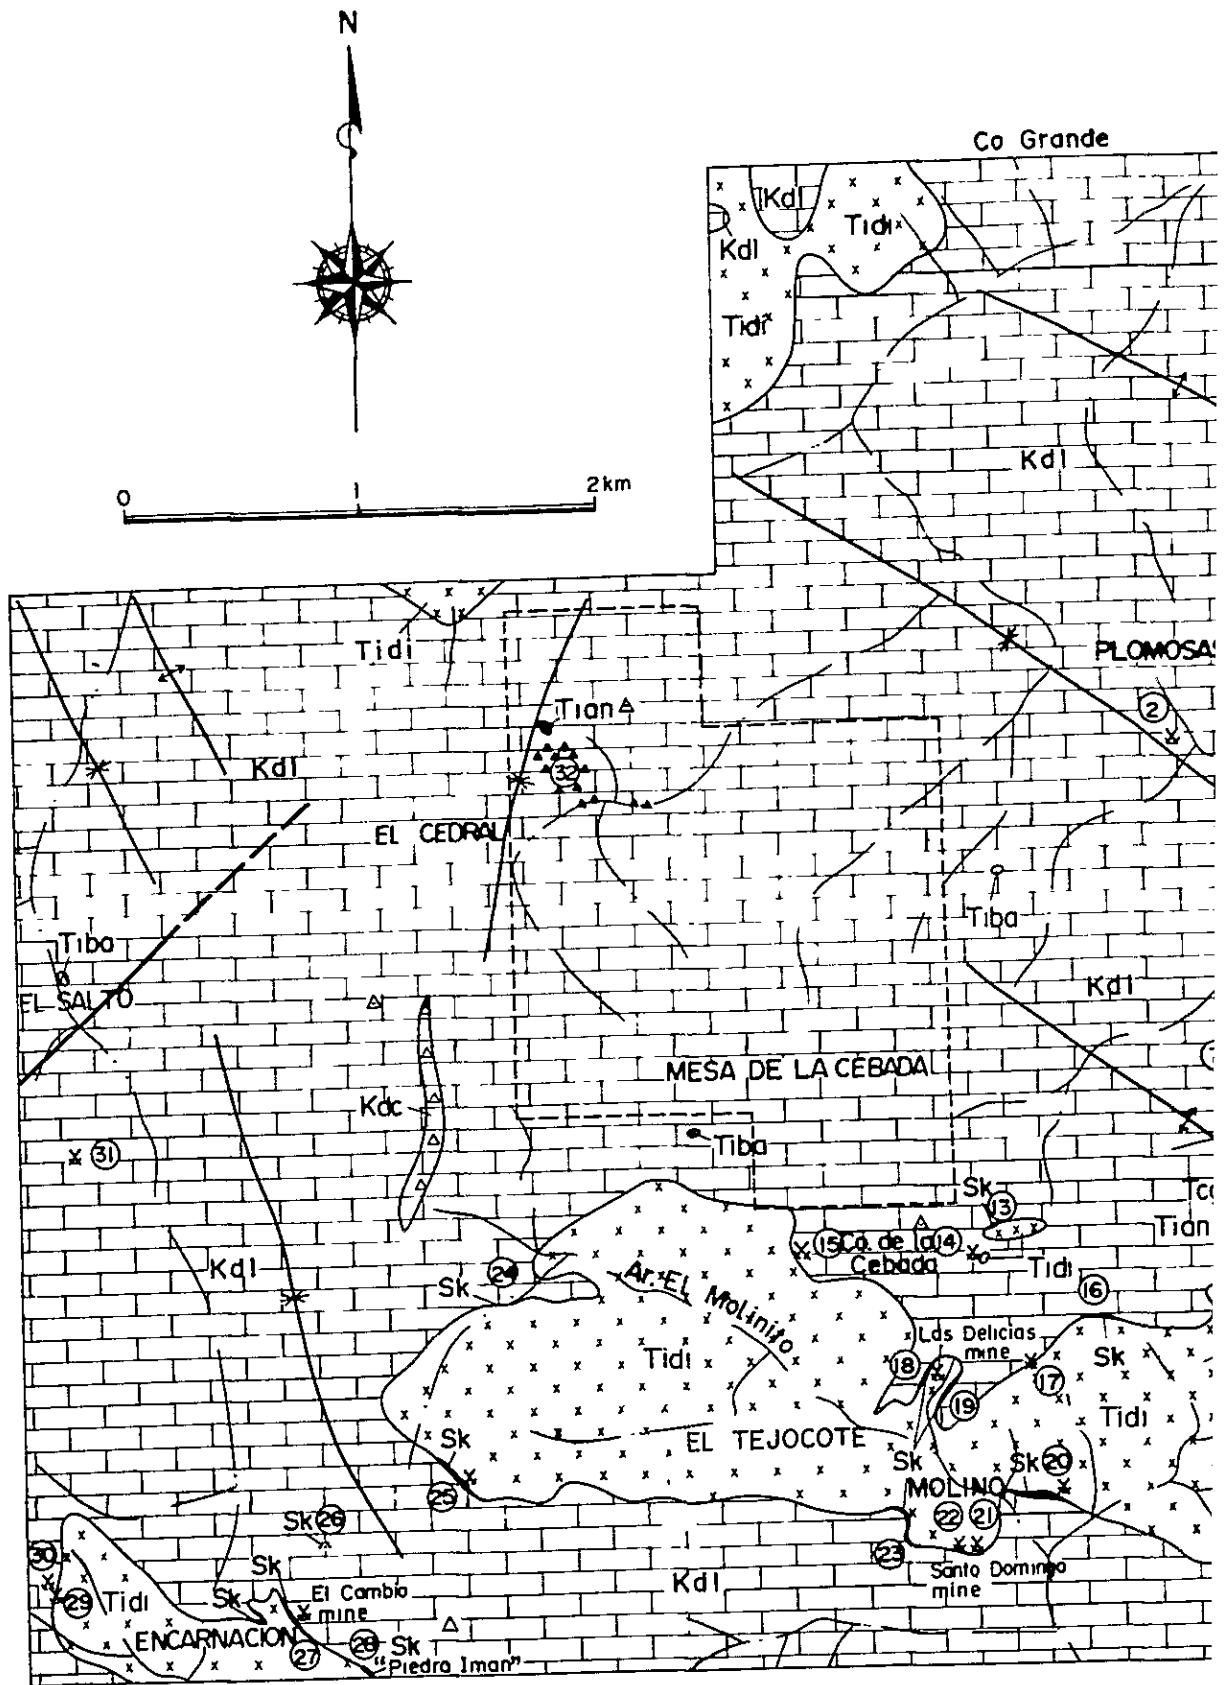 N
Co Grande
Kdl
Tidi
Kdl
Tidi
0
1
2 km
Kdl
Tidi
PLOMOSAS
2
Tian
32
Kdl
EL CEDRAL
Tiba
Tiba
EL SALTO
Kdl
MESA DE LA CEBADA
Kdc
Tiba
31
Sk
13
Tian
15
Co. de la
14
Cebada
Kdl
24
Tidi
Sk
16
Ar. EL Molinito
Las Delicias
mine
Tidi
18
Sk
17
19
Tidi
EL TEJOCOTE
Sk
Sk
Sk
20
25
MOLINO
22
21
Sk
26
23
30
Sk
Santo Domingo
mine
Kdl
29
Tidi
Sk
El Cambio
mine
ENCARNACION
27
28
Sk
"Piedra Iman"